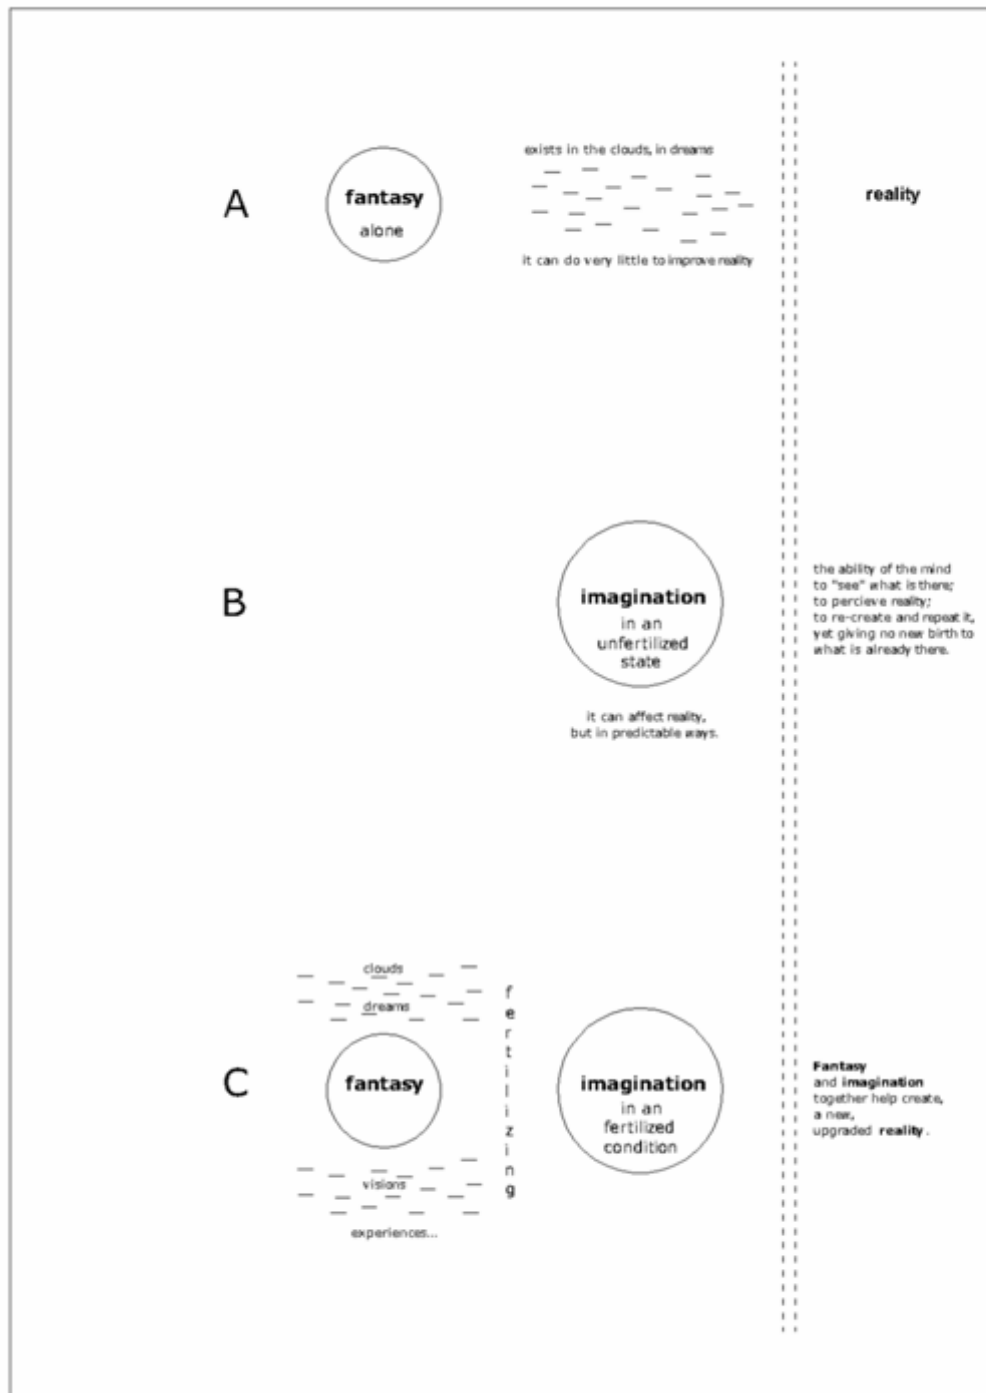 A
fantasy
alone
exists in the clouds, in dreams
it can do very little to improve reality
reality
B
imagination
in an
unfertilized
state
it can affect reality,
but in predictable ways.
the ability of the mind
to "see" what is there;
to percieve reality;
to re-create and repeat it,
yet giving no new birth to
what is already there.
C
clouds
dreams
fantasy
visions
experiences...
fertilizing
imagination
in an
fertilized
condition
Fantasy
and imagination
together help create,
a new,
upgraded reality.